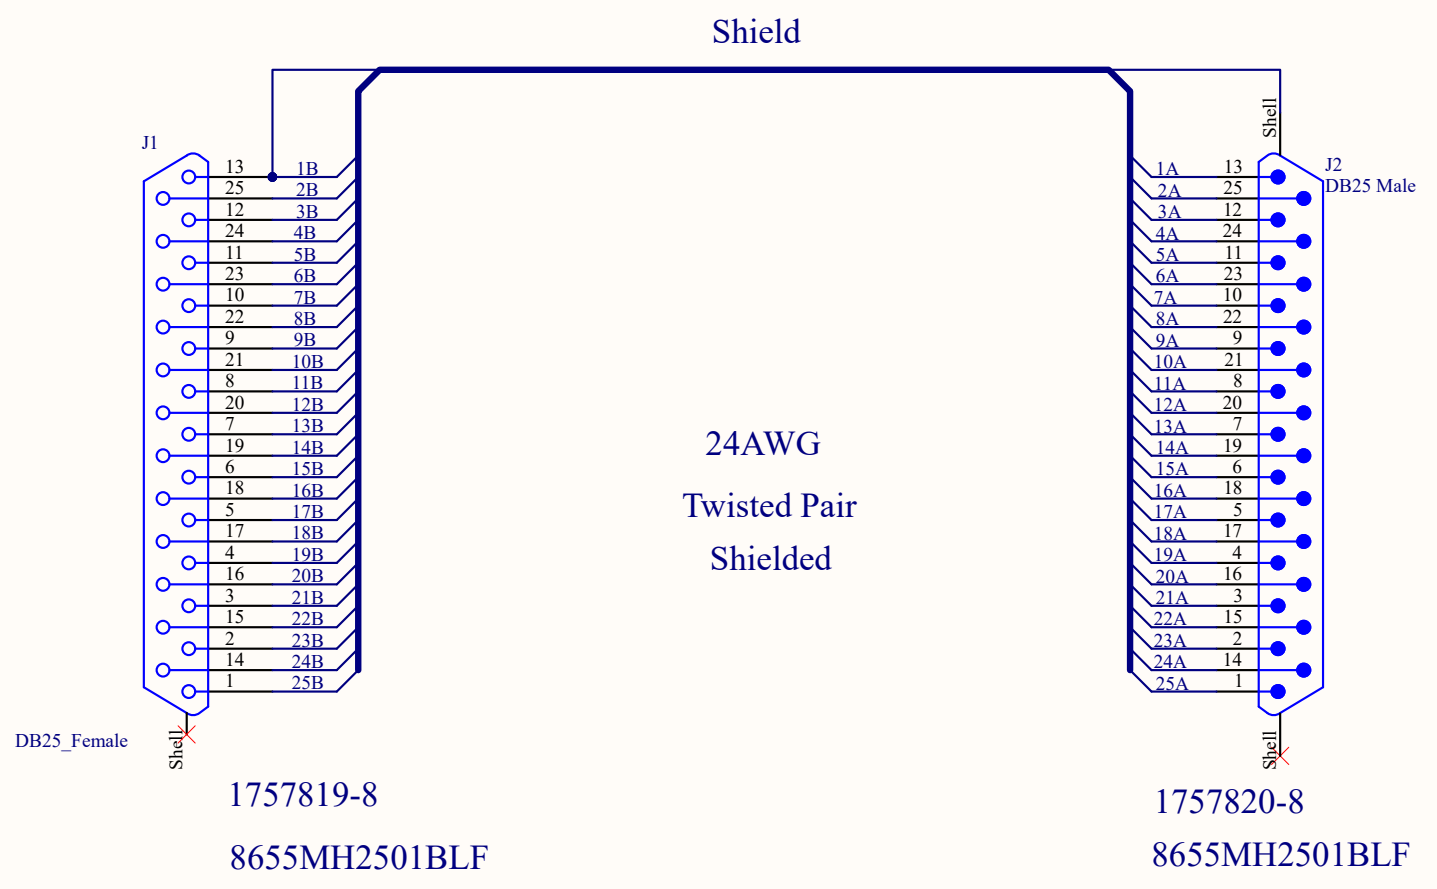 Shield
J1
Shell
13 1B 1A 13
J2
25 2B 2A 25 DB25 Male
12 3B 3A 12
24 4B 4A 24
11 5B 5A 11
23 6B 6A 23
10 7B 7A 10
22 8B 8A 22
9 9B 9A 9
21 10B 10A 21
8 11B 11A 8
20 12B 12A 20
7 13B 13A 7
24AWG
19 14B 14A 19
6 15B 15A 6
18 16B 16A 18
Twisted Pair
5 17B 17A 5
17 18B 18A 17
4 19B 19A 4
Shielded
16 20B 20A 16
3 21B 21A 3
15 22B 22A 15
2 23B 23A 2
14 24B 24A 14
1 25B 25A 1
DB25_Female
Shell
Shell
1757819-8
1757820-8
8655MH2501BLF
8655MH2501BLF